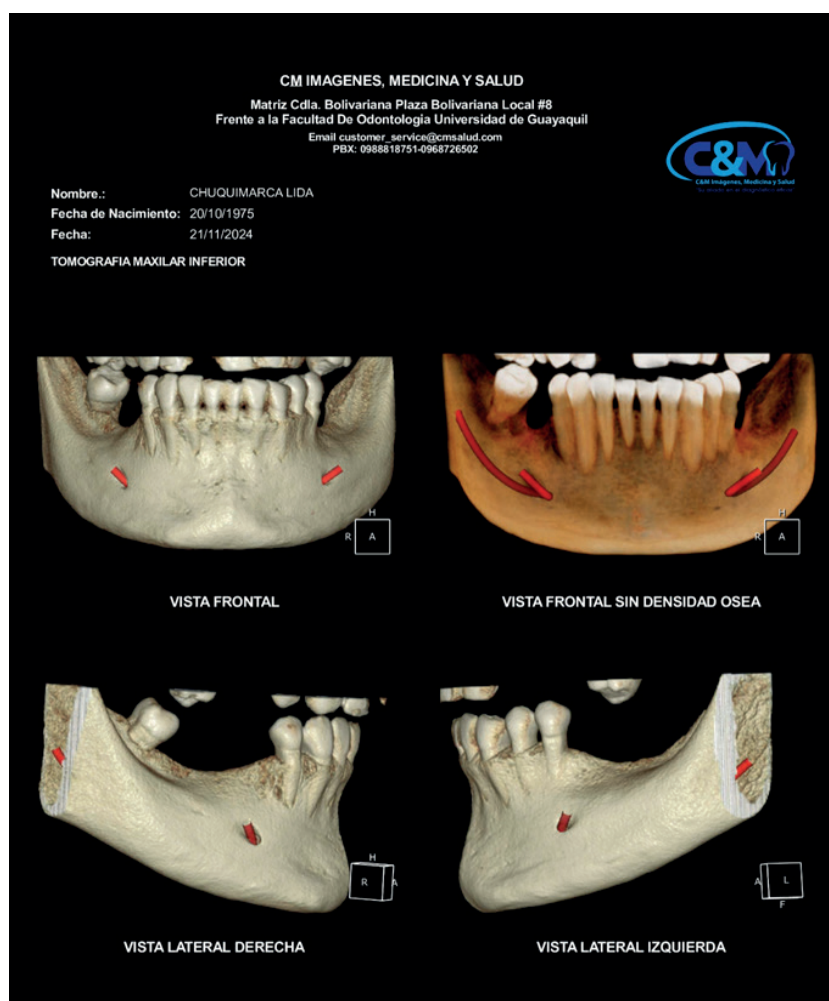 CM IMAGENES, MEDICINA Y SALUD
Matriz Cdla. Bolivariana Plaza Bolivariana Local #8
Frente a la Facultad De Odontologia Universidad de Guayaquil
Email customer_service@cmsalud.com
PBX: 0988818751-0968726502
C&M
C&M Imágenes, Medicina y Salud
Nombre.: CHUQUIMARCA LIDA
Fecha de Nacimiento: 20/10/1975
Fecha: 21/11/2024
TOMOGRAFIA MAXILAR INFERIOR
H
R A
H
R A
VISTA FRONTAL
VISTA FRONTAL SIN DENSIDAD OSEA
H
R A
A L
F
VISTA LATERAL DERECHA
VISTA LATERAL IZQUIERDA